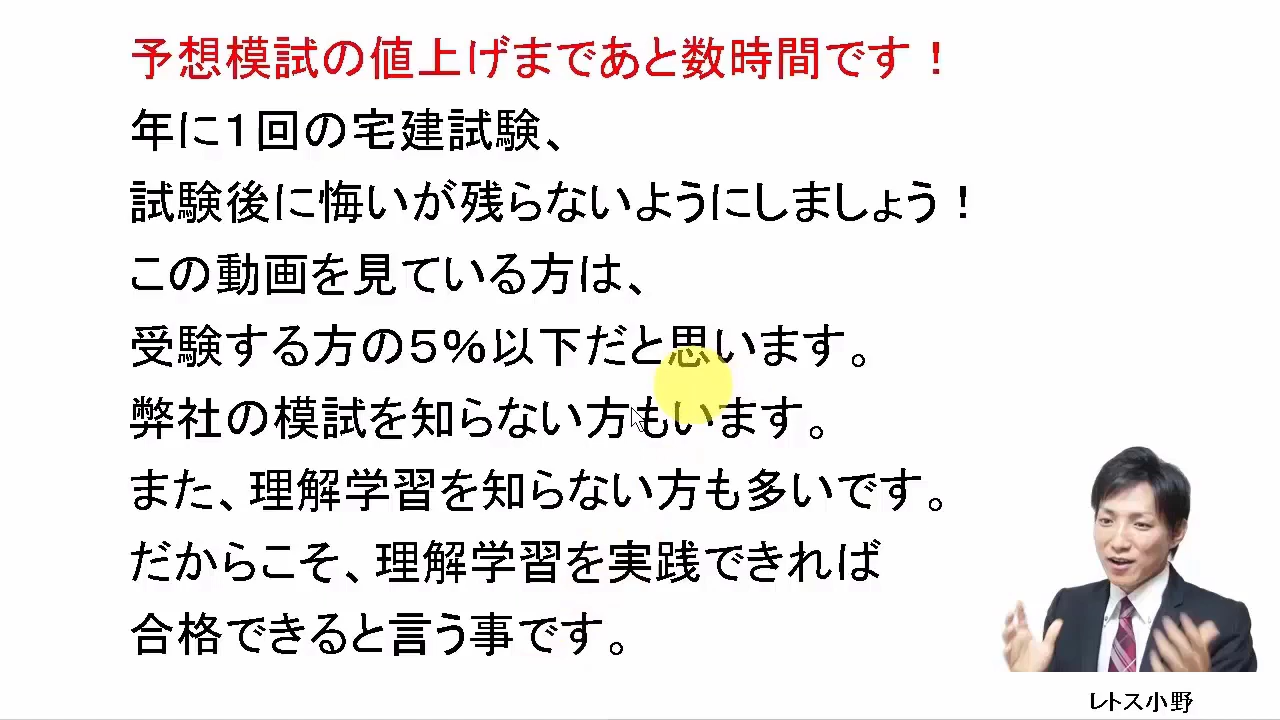 予想模試の値上げまであと数時間です！
年に１回の宅建試験、
試験後に悔いが残らないようにしましょう！
この動画を見ている方は、
受験する方の５％以下だと思います。
弊社の模試を知らない方もいます。
また、理解学習を知らない方も多いです。
だからこそ、理解学習を実践できれば
合格できると言う事です。
レトス小野